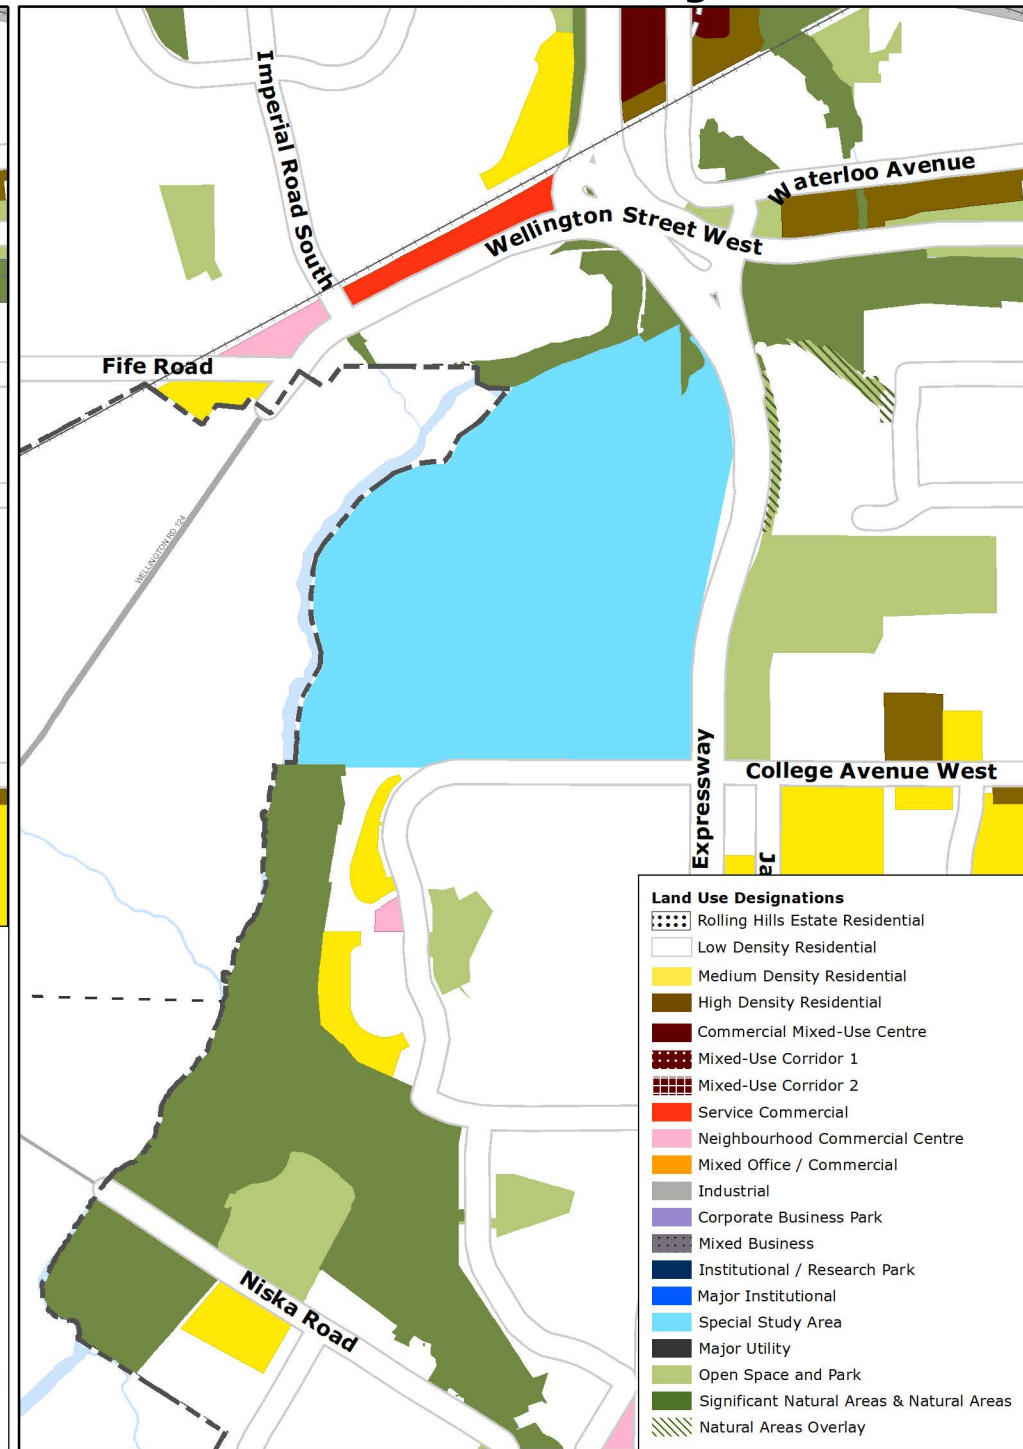 Imperial Road South
Waterloo Avenue
Wellington Street West
Fife Road
WELLINGTON RD 124
Expressway
College Avenue West
Ja
Niska Road
Land Use Designations
Rolling Hills Estate Residential
Low Density Residential
Medium Density Residential
High Density Residential
Commercial Mixed-Use Centre
Mixed-Use Corridor 1
Mixed-Use Corridor 2
Service Commercial
Neighbourhood Commercial Centre
Mixed Office / Commercial
Industrial
Corporate Business Park
Mixed Business
Institutional / Research Park
Major Institutional
Special Study Area
Major Utility
Open Space and Park
Significant Natural Areas & Natural Areas
Natural Areas Overlay